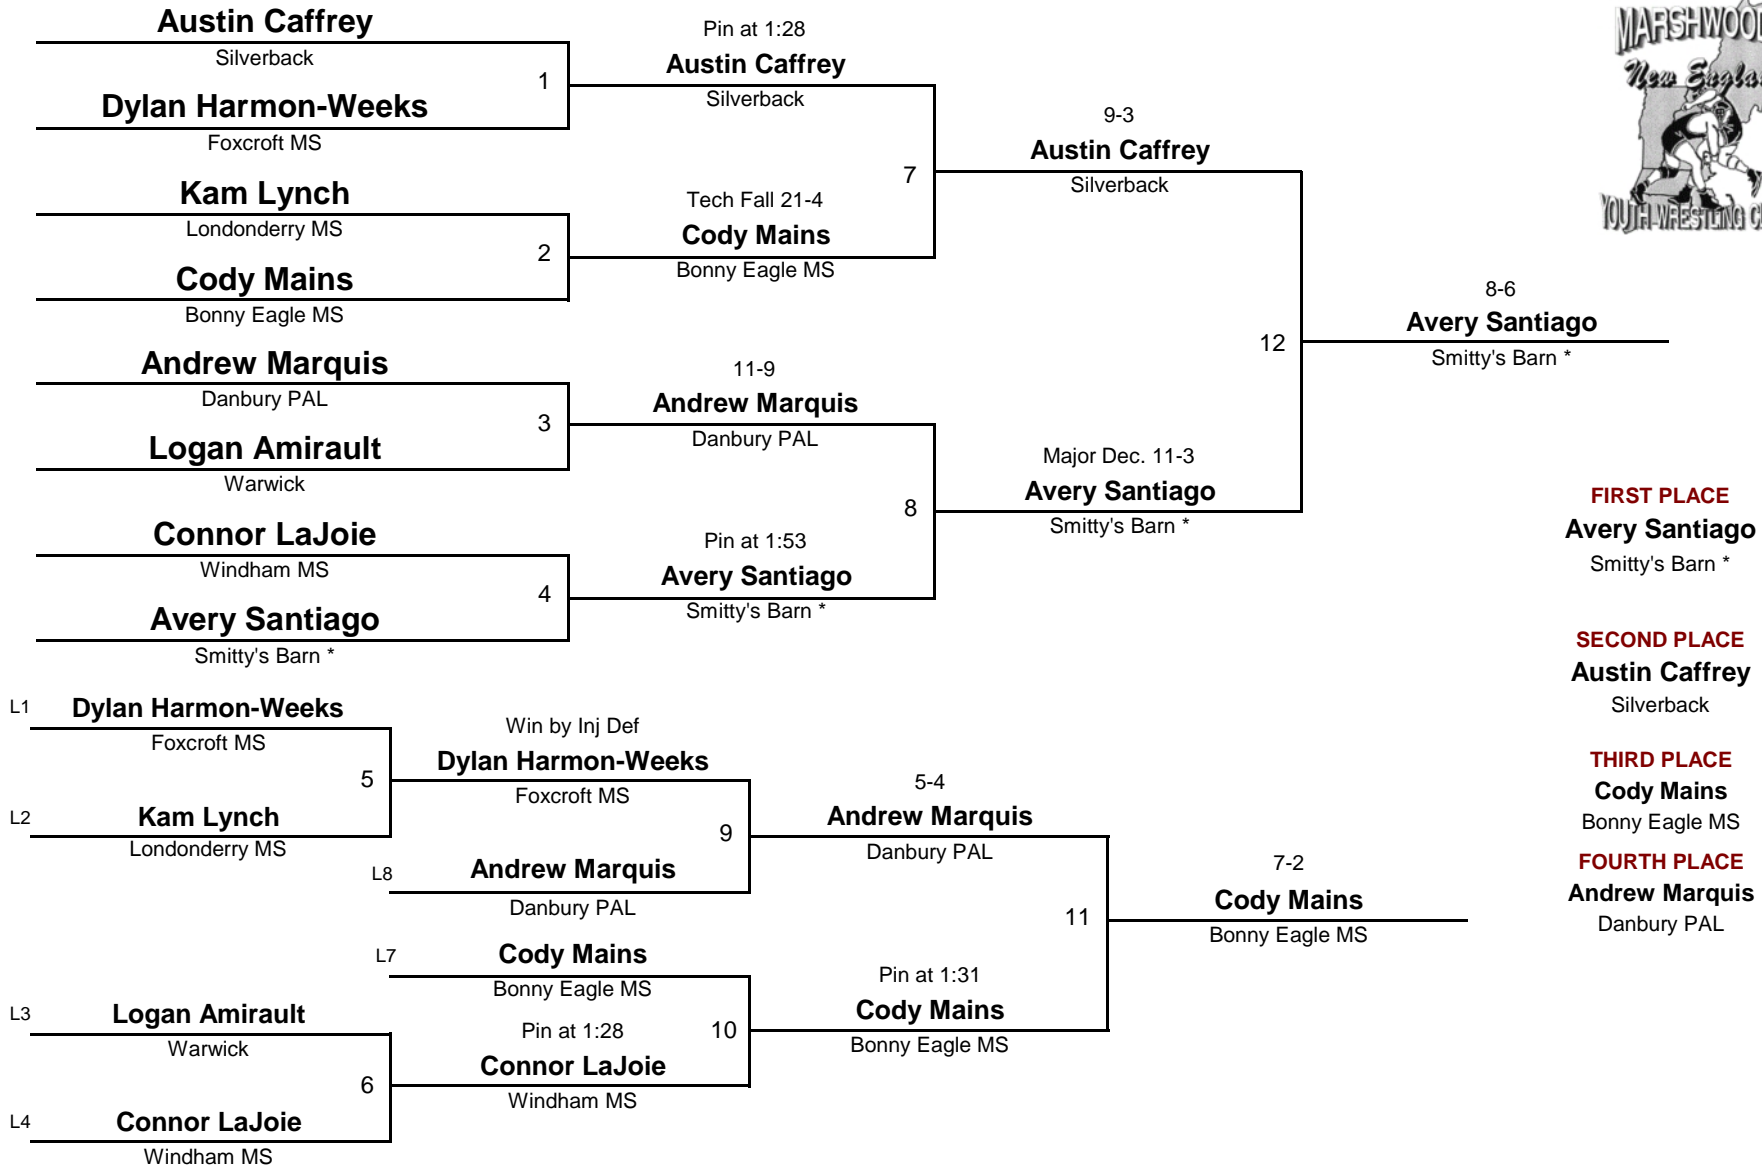 Austin Caffrey
Silverback
1
Dylan Harmon-Weeks
Foxcroft MS
Kam Lynch
Londonderry MS
2
Cody Mains
Bonny Eagle MS
Andrew Marquis
Danbury PAL
3
Logan Amirault
Warwick
Connor LaJoie
Windham MS
4
Avery Santiago
Smitty's Barn *
Pin at 1:28
Austin Caffrey
Silverback
7
Tech Fall 21-4
Cody Mains
Bonny Eagle MS
11-9
Andrew Marquis
Danbury PAL
8
Pin at 1:53
Avery Santiago
Smitty's Barn *
9-3
Austin Caffrey
Silverback
12
Major Dec. 11-3
Avery Santiago
Smitty's Barn *
8-6
Avery Santiago
Smitty's Barn *
L1 Dylan Harmon-Weeks
Foxcroft MS
5
L2 Kam Lynch
Londonderry MS
L3 Logan Amirault
Warwick
6
L4 Connor LaJoie
Windham MS
Win by Inj Def
Dylan Harmon-Weeks
Foxcroft MS
9
L8 Andrew Marquis
Danbury PAL
L7 Cody Mains
Bonny Eagle MS
10
Pin at 1:28
Connor LaJoie
Windham MS
5-4
Andrew Marquis
Danbury PAL
11
Pin at 1:31
Cody Mains
Bonny Eagle MS
7-2
Cody Mains
Bonny Eagle MS
MARSHWOOD
New Engla
YOUTH WRESTLING C
FIRST PLACE
Avery Santiago
Smitty's Barn *
SECOND PLACE
Austin Caffrey
Silverback
THIRD PLACE
Cody Mains
Bonny Eagle MS
FOURTH PLACE
Andrew Marquis
Danbury PAL